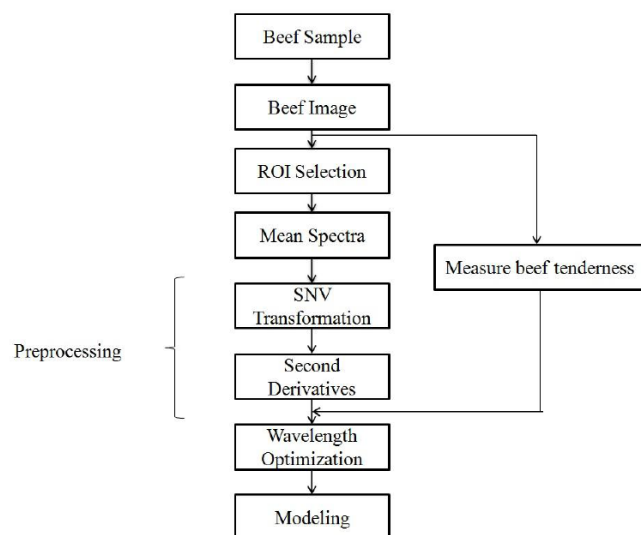 Beef Sample
Beef Image
ROI Selection
Mean Spectra
Measure beef tenderness
SNV
Transformation
Preprocessing
Second
Derivatives
Wavelength
Optimization
Modeling